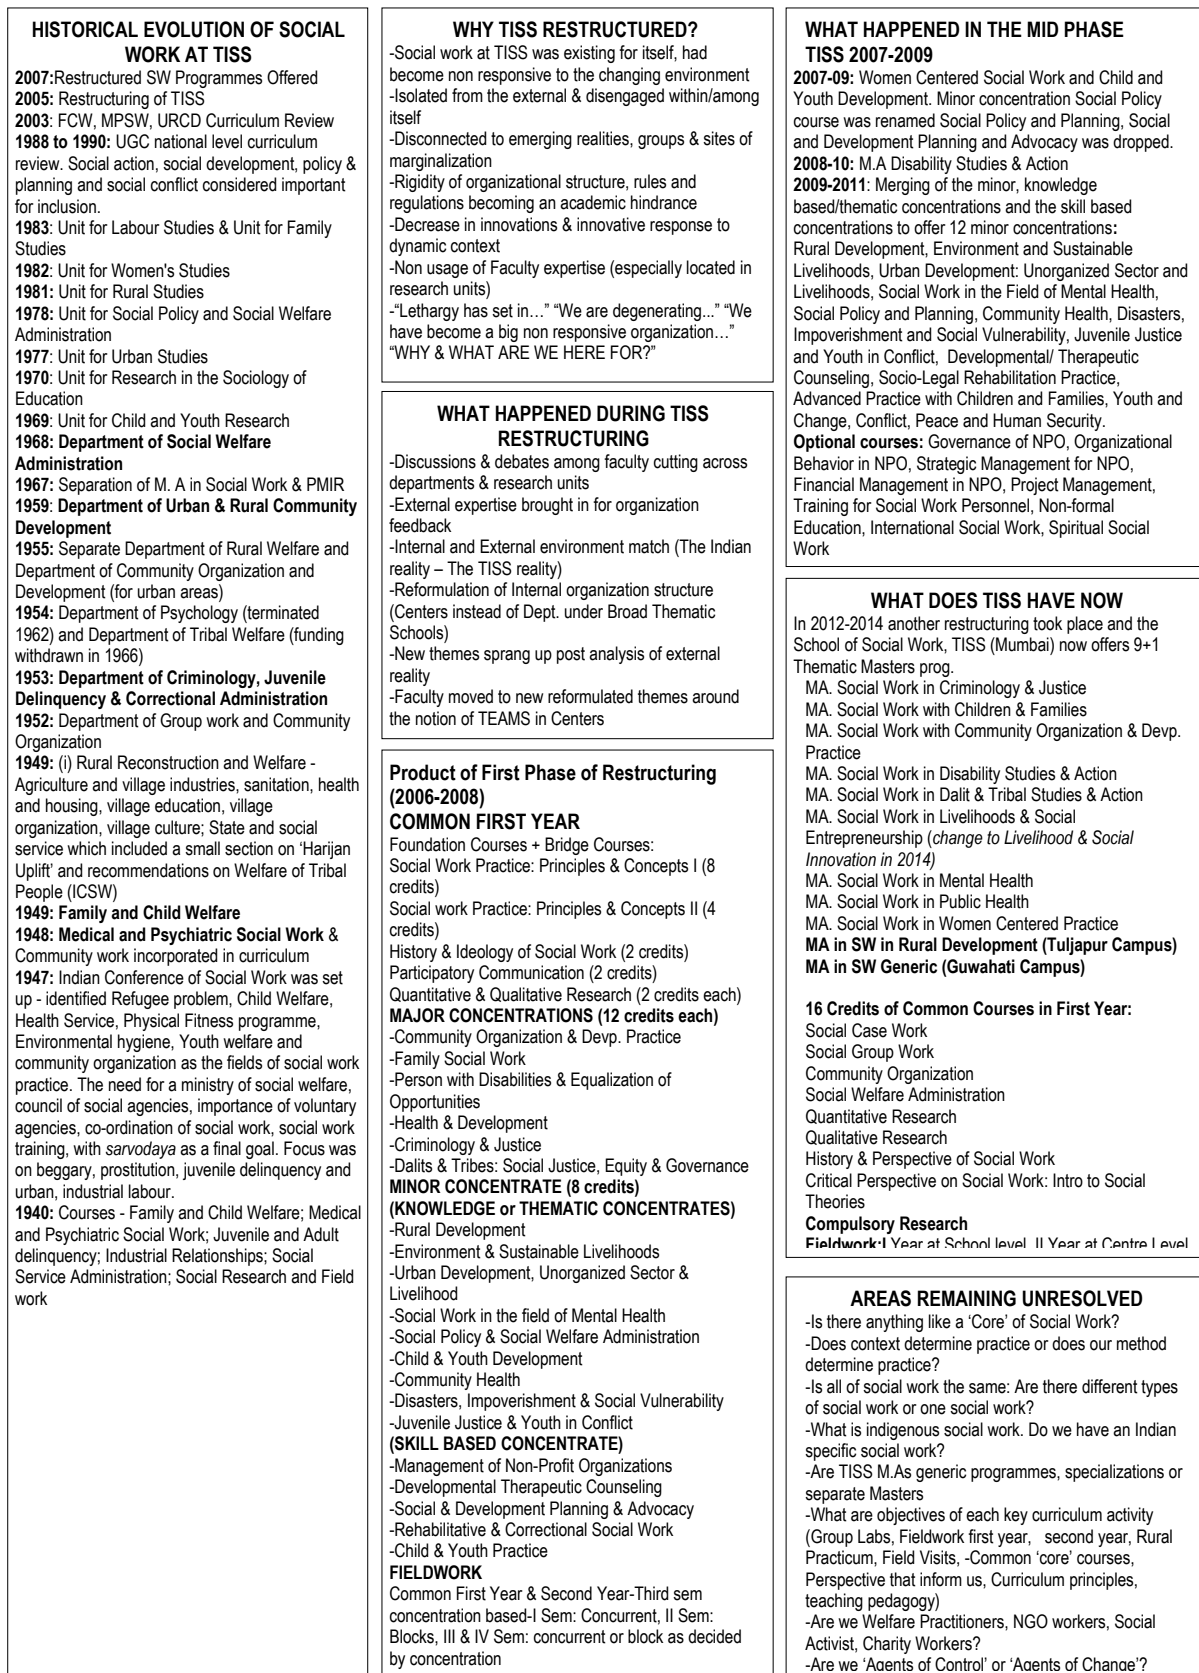 HISTORICAL EVOLUTION OF SOCIAL
WORK AT TISS
2007:Restructured SW Programmes Offered
2005: Restructuring of TISS
2003: FCW, MPSW, URCD Curriculum Review
1988 to 1990: UGC national level curriculum
review. Social action, social development, policy &
planning and social conflict considered important
for inclusion.
1983: Unit for Labour Studies & Unit for Family
Studies
1982: Unit for Women's Studies
1981: Unit for Rural Studies
1978: Unit for Social Policy and Social Welfare
Administration
1977: Unit for Urban Studies
1970: Unit for Research in the Sociology of
Education
1969: Unit for Child and Youth Research
1968: Department of Social Welfare
Administration
1967: Separation of M. A in Social Work & PMIR
1959: Department of Urban & Rural Community
Development
1955: Separate Department of Rural Welfare and
Department of Community Organization and
Development (for urban areas)
1954: Department of Psychology (terminated
1962) and Department of Tribal Welfare (funding
withdrawn in 1966)
1953: Department of Criminology, Juvenile
Delinquency & Correctional Administration
1952: Department of Group work and Community
Organization
1949: (i) Rural Reconstruction and Welfare -
Agriculture and village industries, sanitation, health
and housing, village education, village
organization, village culture; State and social
service which included a small section on ‘Harijan
Uplift’ and recommendations on Welfare of Tribal
People (ICSW)
1949: Family and Child Welfare
1948: Medical and Psychiatric Social Work &
Community work incorporated in curriculum
1947: Indian Conference of Social Work was set
up - identified Refugee problem, Child Welfare,
Health Service, Physical Fitness programme,
Environmental hygiene, Youth welfare and
community organization as the fields of social work
practice. The need for a ministry of social welfare,
council of social agencies, importance of voluntary
agencies, co-ordination of social work, social work
training, with sarvodaya as a final goal. Focus was
on beggary, prostitution, juvenile delinquency and
urban, industrial labour.
1940: Courses - Family and Child Welfare; Medical
and Psychiatric Social Work; Juvenile and Adult
delinquency; Industrial Relationships; Social
Service Administration; Social Research and Field
work
WHY TISS RESTRUCTURED?
-Social work at TISS was existing for itself, had
become non responsive to the changing environment
-Isolated from the external & disengaged within/among
itself
-Disconnected to emerging realities, groups & sites of
marginalization
-Rigidity of organizational structure, rules and
regulations becoming an academic hindrance
-Decrease in innovations & innovative response to
dynamic context
-Non usage of Faculty expertise (especially located in
research units)
-“Lethargy has set in…” “We are degenerating...” “We
have become a big non responsive organization…”
“WHY & WHAT ARE WE HERE FOR?”
WHAT HAPPENED DURING TISS
RESTRUCTURING
-Discussions & debates among faculty cutting across
departments & research units
-External expertise brought in for organization
feedback
-Internal and External environment match (The Indian
reality – The TISS reality)
-Reformulation of Internal organization structure
(Centers instead of Dept. under Broad Thematic
Schools)
-New themes sprang up post analysis of external
reality
-Faculty moved to new reformulated themes around
the notion of TEAMS in Centers
Product of First Phase of Restructuring
(2006-2008)
COMMON FIRST YEAR
Foundation Courses + Bridge Courses:
Social Work Practice: Principles & Concepts I (8
credits)
Social work Practice: Principles & Concepts II (4
credits)
History & Ideology of Social Work (2 credits)
Participatory Communication (2 credits)
Quantitative & Qualitative Research (2 credits each)
MAJOR CONCENTRATIONS (12 credits each)
-Community Organization & Devp. Practice
-Family Social Work
-Person with Disabilities & Equalization of
Opportunities
-Health & Development
-Criminology & Justice
-Dalits & Tribes: Social Justice, Equity & Governance
MINOR CONCENTRATE (8 credits)
(KNOWLEDGE or THEMATIC CONCENTRATES)
-Rural Development
-Environment & Sustainable Livelihoods
-Urban Development, Unorganized Sector &
Livelihood
-Social Work in the field of Mental Health
-Social Policy & Social Welfare Administration
-Child & Youth Development
-Community Health
-Disasters, Impoverishment & Social Vulnerability
-Juvenile Justice & Youth in Conflict
(SKILL BASED CONCENTRATE)
-Management of Non-Profit Organizations
-Developmental Therapeutic Counseling
-Social & Development Planning & Advocacy
-Rehabilitative & Correctional Social Work
-Child & Youth Practice
FIELDWORK
Common First Year & Second Year-Third sem
concentration based-I Sem: Concurrent, II Sem:
Blocks, III & IV Sem: concurrent or block as decided
by concentration
WHAT HAPPENED IN THE MID PHASE
TISS 2007-2009
2007-09: Women Centered Social Work and Child and
Youth Development. Minor concentration Social Policy
course was renamed Social Policy and Planning, Social
and Development Planning and Advocacy was dropped.
2008-10: M.A Disability Studies & Action
2009-2011: Merging of the minor, knowledge
based/thematic concentrations and the skill based
concentrations to offer 12 minor concentrations:
Rural Development, Environment and Sustainable
Livelihoods, Urban Development: Unorganized Sector and
Livelihoods, Social Work in the Field of Mental Health,
Social Policy and Planning, Community Health, Disasters,
Impoverishment and Social Vulnerability, Juvenile Justice
and Youth in Conflict, Developmental/ Therapeutic
Counseling, Socio-Legal Rehabilitation Practice,
Advanced Practice with Children and Families, Youth and
Change, Conflict, Peace and Human Security.
Optional courses: Governance of NPO, Organizational
Behavior in NPO, Strategic Management for NPO,
Financial Management in NPO, Project Management,
Training for Social Work Personnel, Non-formal
Education, International Social Work, Spiritual Social
Work
WHAT DOES TISS HAVE NOW
In 2012-2014 another restructuring took place and the
School of Social Work, TISS (Mumbai) now offers 9+1
Thematic Masters prog.
MA. Social Work in Criminology & Justice
MA. Social Work with Children & Families
MA. Social Work with Community Organization & Devp.
Practice
MA. Social Work in Disability Studies & Action
MA. Social Work in Dalit & Tribal Studies & Action
MA. Social Work in Livelihoods & Social
Entrepreneurship (change to Livelihood & Social
Innovation in 2014)
MA. Social Work in Mental Health
MA. Social Work in Public Health
MA. Social Work in Women Centered Practice
MA in SW in Rural Development (Tuljapur Campus)
MA in SW Generic (Guwahati Campus)
16 Credits of Common Courses in First Year:
Social Case Work
Social Group Work
Community Organization
Social Welfare Administration
Quantitative Research
Qualitative Research
History & Perspective of Social Work
Critical Perspective on Social Work: Intro to Social
Theories
Compulsory Research
Fieldwork:I Year at School level, II Year at Centre Level
AREAS REMAINING UNRESOLVED
-Is there anything like a ‘Core’ of Social Work?
-Does context determine practice or does our method
determine practice?
-Is all of social work the same: Are there different types
of social work or one social work?
-What is indigenous social work. Do we have an Indian
specific social work?
-Are TISS M.As generic programmes, specializations or
separate Masters
-What are objectives of each key curriculum activity
(Group Labs, Fieldwork first year, second year, Rural
Practicum, Field Visits, -Common ‘core’ courses,
Perspective that inform us, Curriculum principles,
teaching pedagogy)
-Are we Welfare Practitioners, NGO workers, Social
Activist, Charity Workers?
-Are we ‘Agents of Control’ or ‘Agents of Change’?